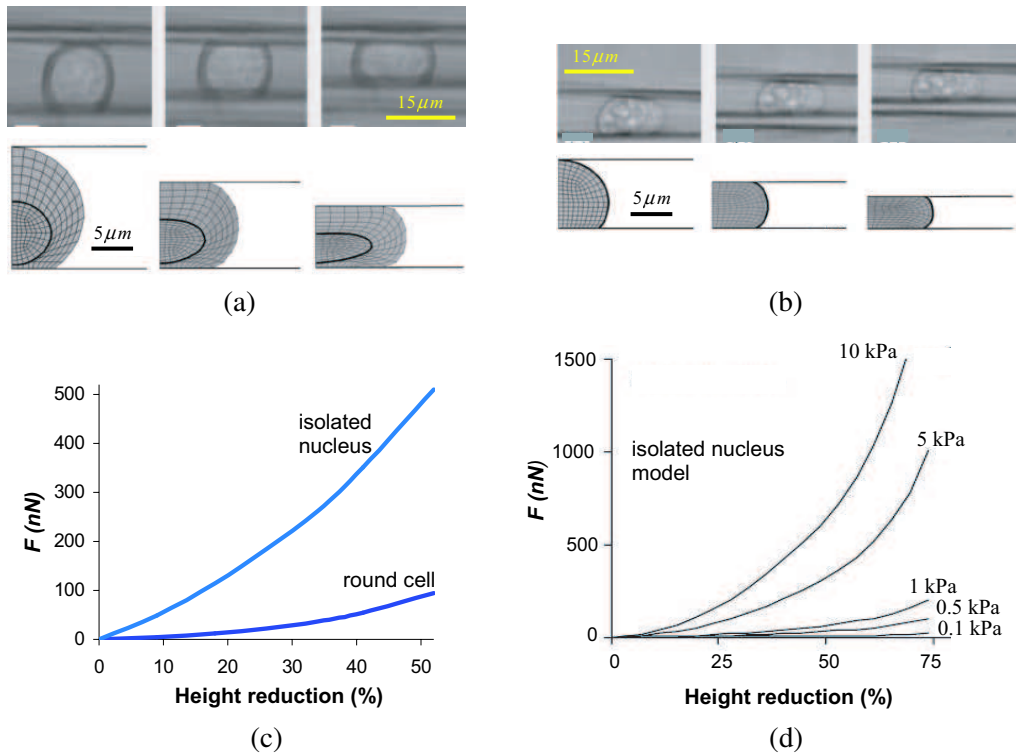 15μm
5μm
(a)
15μm
5μm
(b)
500
400
300
200
100
0
F (nN)
isolated
nucleus
round cell
0 10 20 30 40 50
Height reduction (%)
(c)
1500
1000
500
0
F (nN)
isolated nucleus
model
10 kPa
5 kPa
1 kPa
0.5 kPa
0.1 kPa
0 25 50 75
Height reduction (%)
(d)